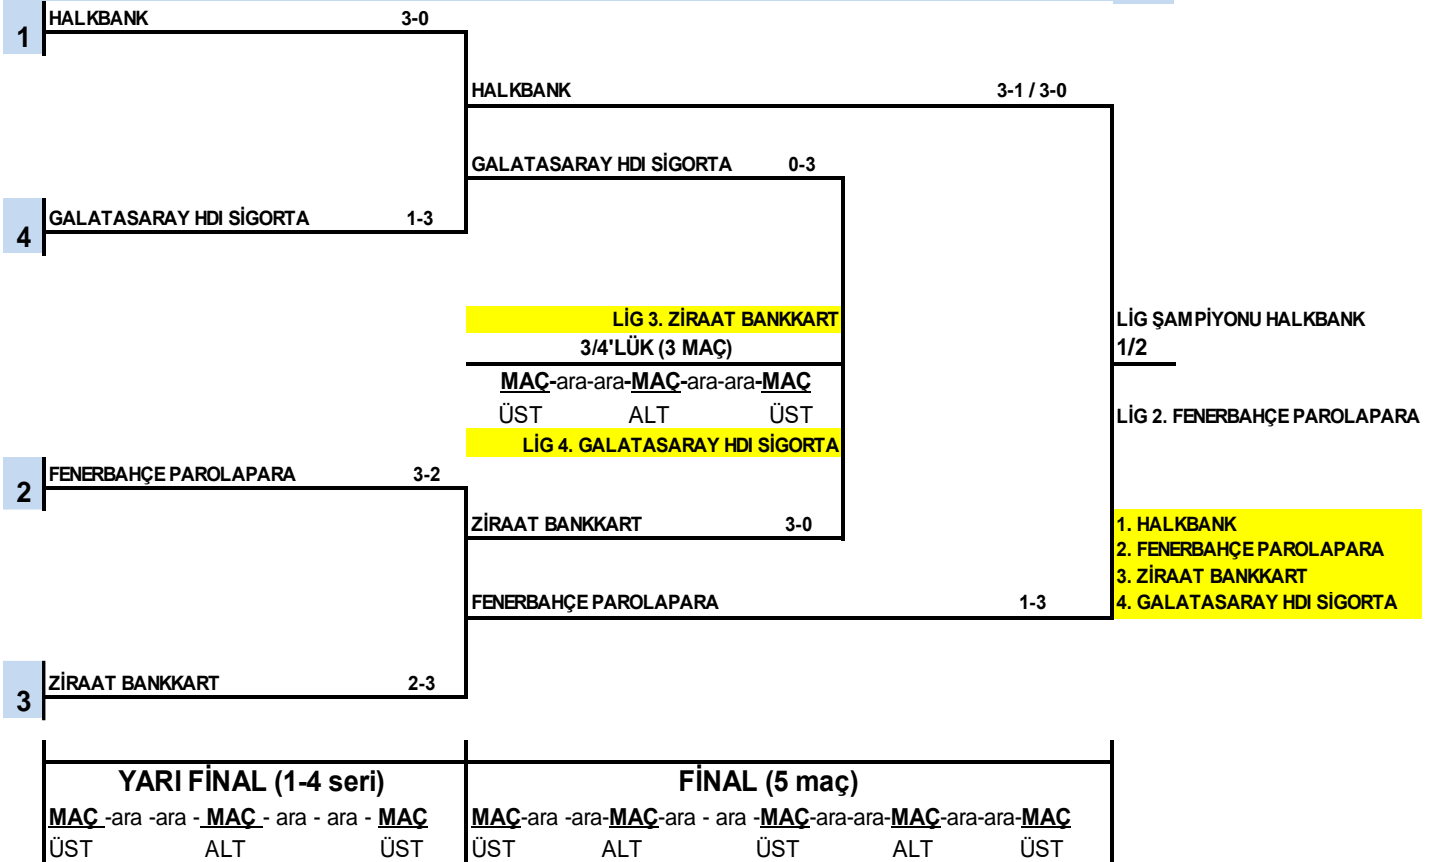 HALKBANK 3-0
1
HALKBANK 3-1 / 3-0
GALATASARAY HDI SİGORTA 0-3
GALATASARAY HDI SİGORTA 1-3
4
LİG 3. ZİRAAT BANKKART
3/4'LÜK (3 MAÇ)
MAÇ-ara-ara-MAÇ-ara-ara-MAÇ
ÜST ALT ÜST
LİG 4. GALATASARAY HDI SİGORTA
LİG ŞAMPİYONU HALKBANK
1/2
LİG 2. FENERBAHÇE PAROLAPARA
FENERBAHÇE PAROLAPARA 3-2
2
ZİRAAT BANKKART 3-0
1. HALKBANK
2. FENERBAHÇE PAROLAPARA
3. ZİRAAT BANKKART
4. GALATASARAY HDI SİGORTA
FENERBAHÇE PAROLAPARA 1-3
ZİRAAT BANKKART 2-3
3
YARI FİNAL (1-4 seri)
MAÇ -ara -ara - MAÇ - ara - ara - MAÇ
ÜST ALT ÜST
FİNAL (5 maç)
MAÇ-ara -ara-MAÇ-ara - ara -MAÇ-ara-ara-MAÇ-ara-ara-MAÇ
ÜST ALT ÜST ALT ÜST